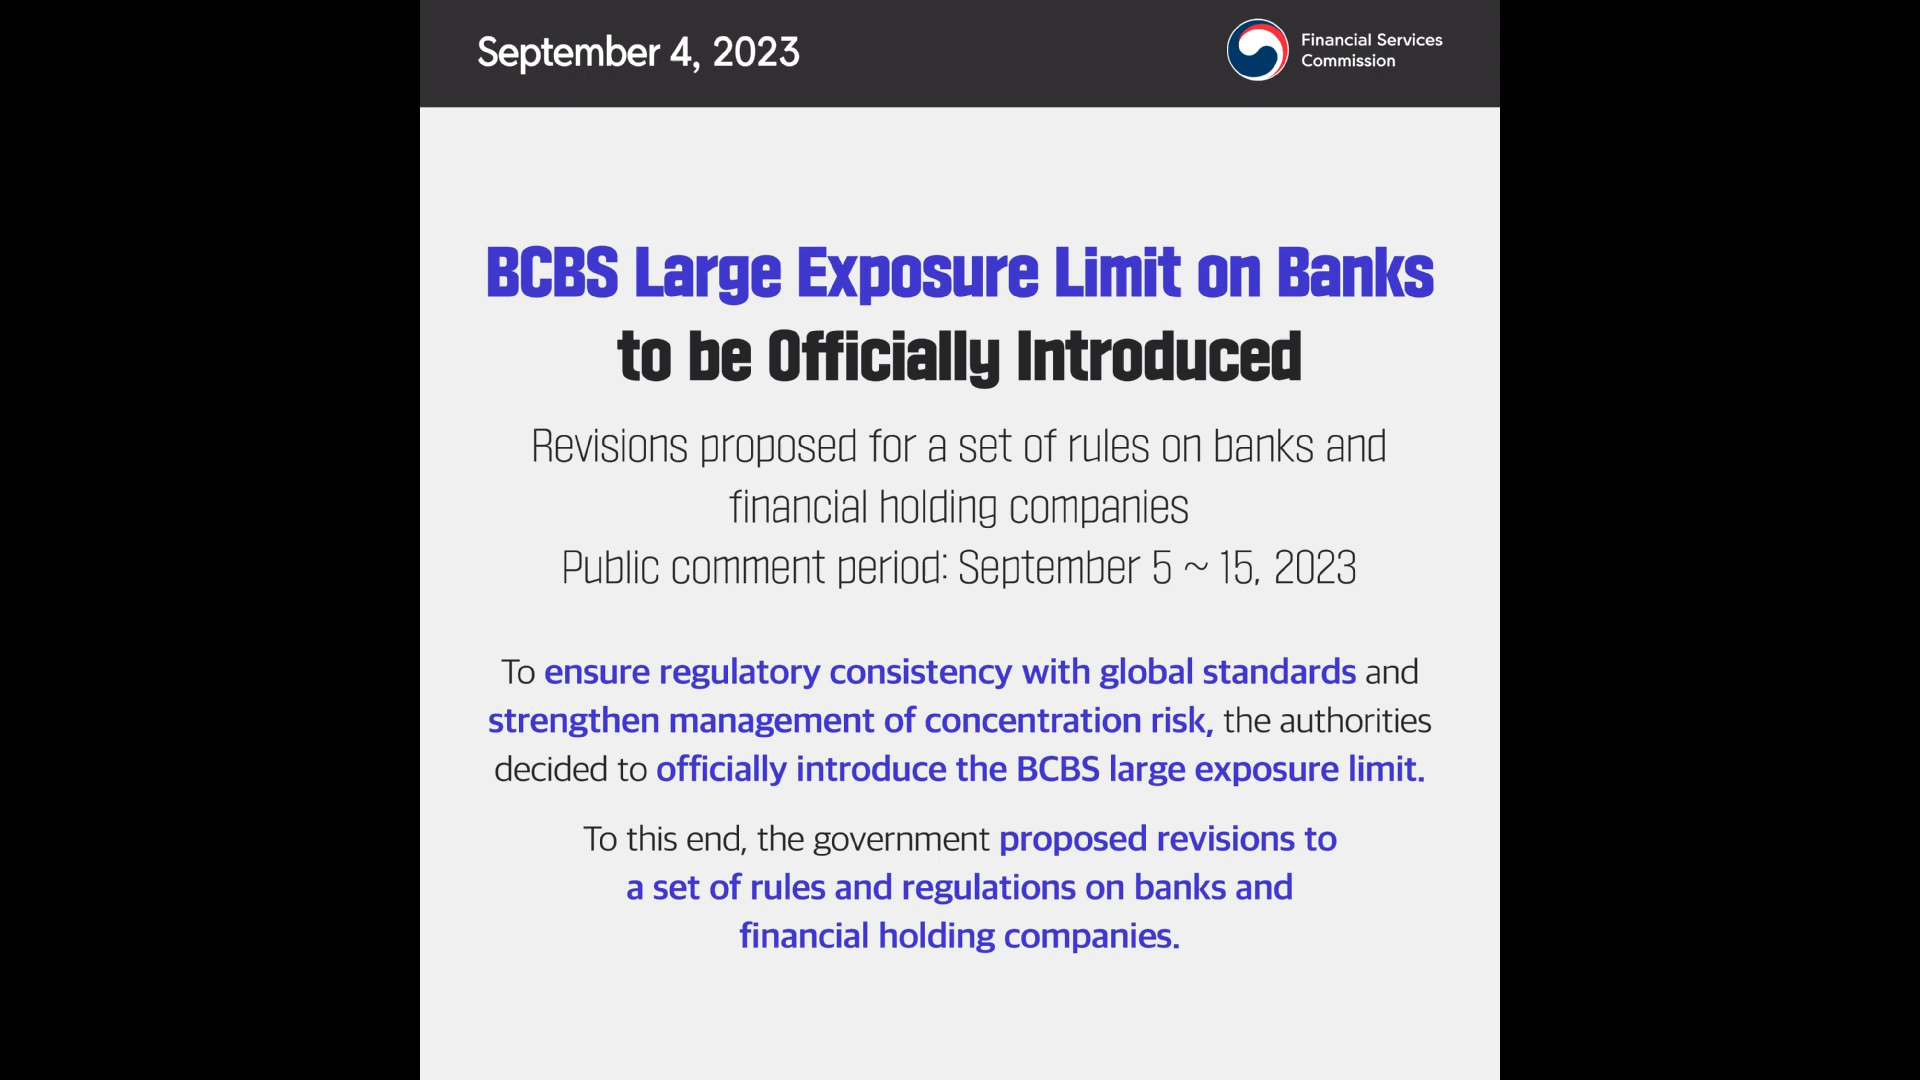 September 4, 2023
Financial Services
Commission
BCBS Large Exposure Limit on Banks
to be Officially Introduced
Revisions proposed for a set of rules on banks and
financial holding companies
Public comment period: September 5 ~ 15, 2023
To ensure regulatory consistency with global standards and
strengthen management of concentration risk, the authorities
decided to officially introduce the BCBS large exposure limit.
To this end, the government proposed revisions to
a set of rules and regulations on banks and
financial holding companies.